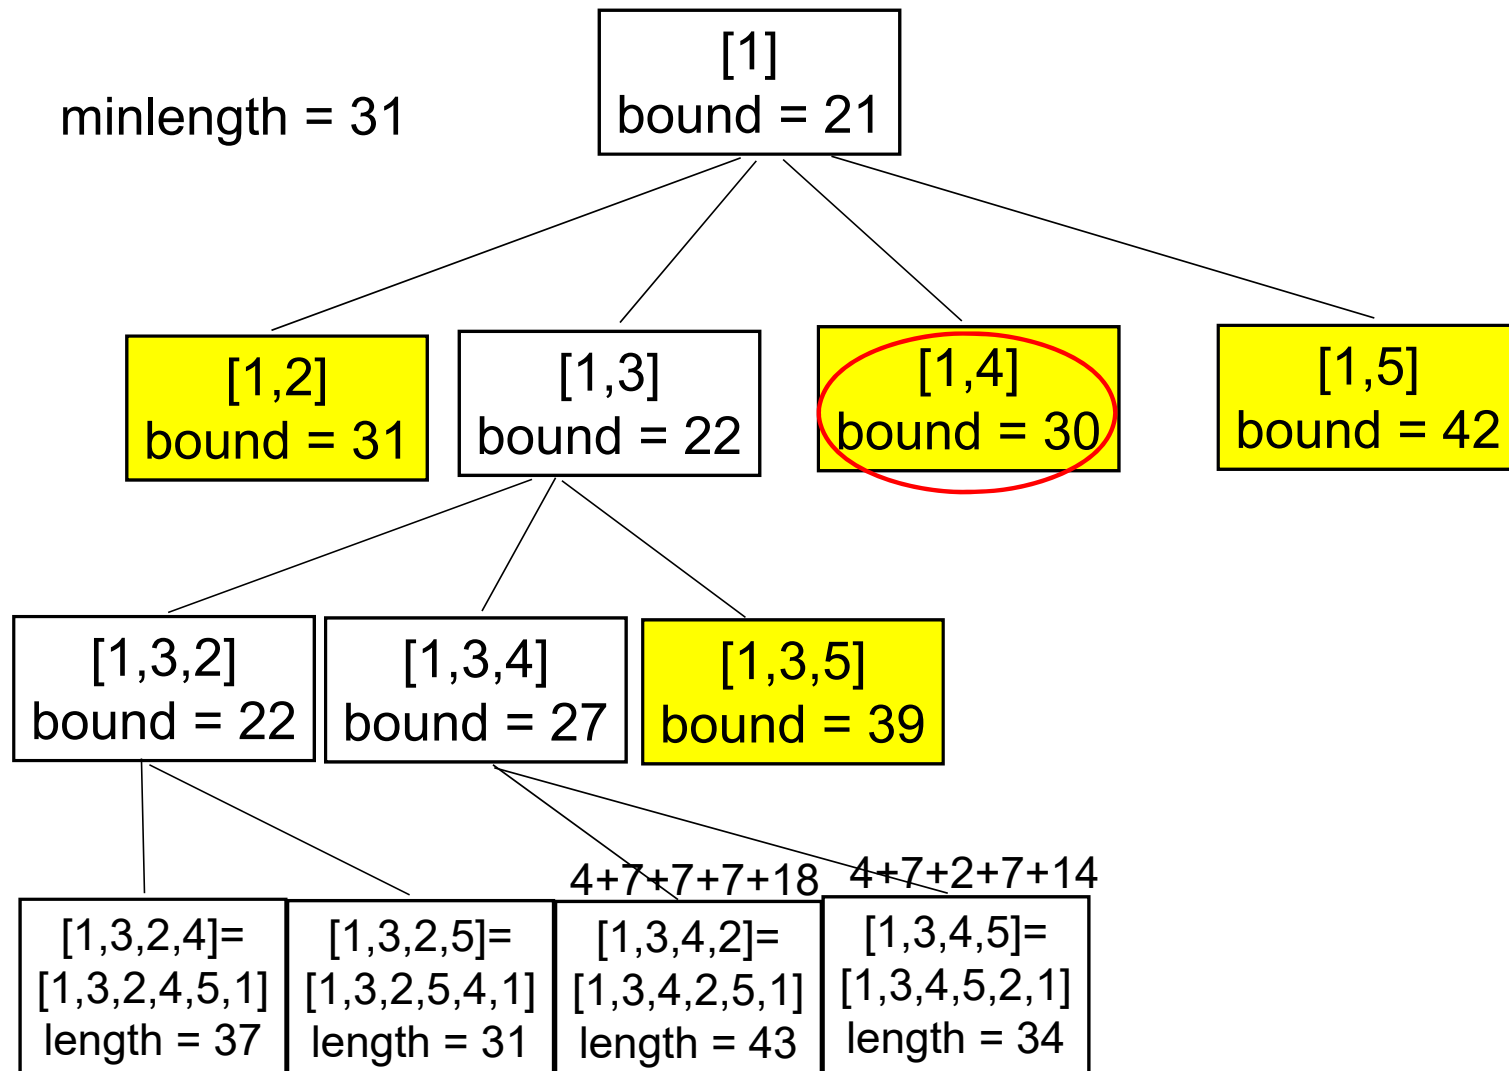 [1]
bound = 21
minlength = 31
[1,2]
bound = 31
[1,3]
bound = 22
[1,4]
bound = 30
[1,5]
bound = 42
[1,3,2]
bound = 22
[1,3,4]
bound = 27
[1,3,5]
bound = 39
4+7+7+7+18
4+7+2+7+14
[1,3,2,4]=
[1,3,2,4,5,1]
length = 37
[1,3,2,5]=
[1,3,2,5,4,1]
length = 31
[1,3,4,2]=
[1,3,4,2,5,1]
length = 43
[1,3,4,5]=
[1,3,4,5,2,1]
length = 34